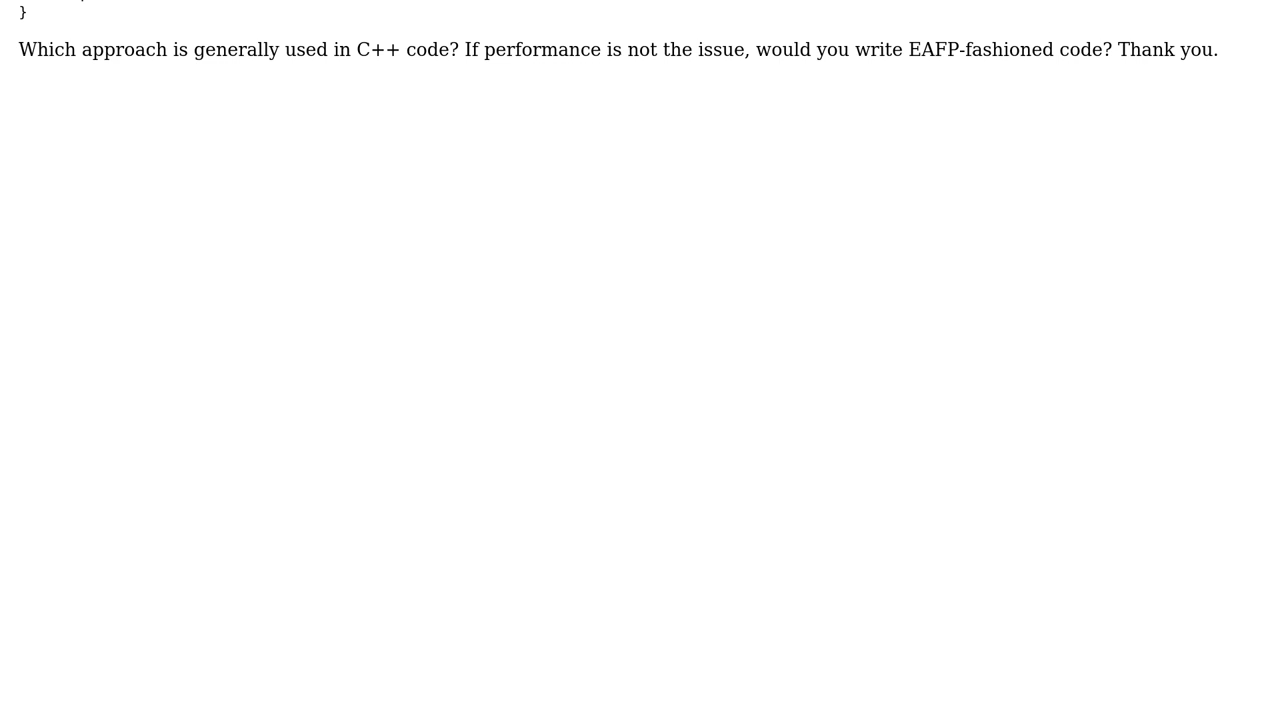 }
Which approach is generally used in C++ code? If performance is not the issue, would you write EAFP-fashioned code? Thank you.